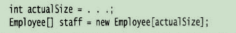 int actualSize = . . .;
Employee[] staff = new Employee[actualSize];